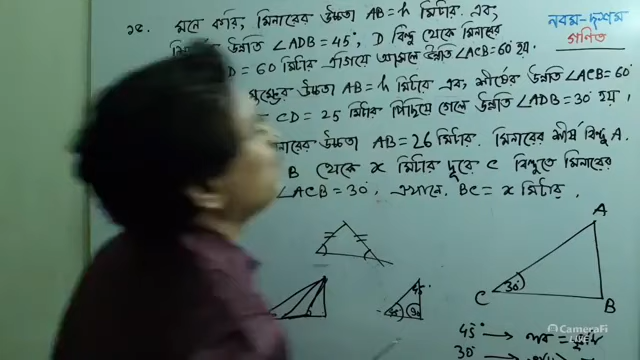 ১৫. মনে করি, মিনারের উচ্চতা AB = h মিটার. এবং,
উন্নতি ∠ADB = 45°, D বিন্দু থেকে মিনারের
D = 60 মিটার এগিয়ে আসলে উন্নতি ∠ACB = 60° হয়.
উচ্চতা AB = h মিটার এবং, শীর্ষের উন্নতি ∠ACB = 60°
CD = 25 মিটার পিছিয়ে গেলে উন্নতি ∠ADB = 30° হয়,
উচ্চতা AB = 26 মিটার. মিনারের শীর্ষ বিন্দু A.
B থেকে x মিটার দূরে C বিন্দুতে মিনারের
∠ACB = 30°, এখানে. BC = x মিটার.
নবম-দশম
গণিত
A
C
30°
B
45°
45° → লম্ব =
30° →
CameraFi